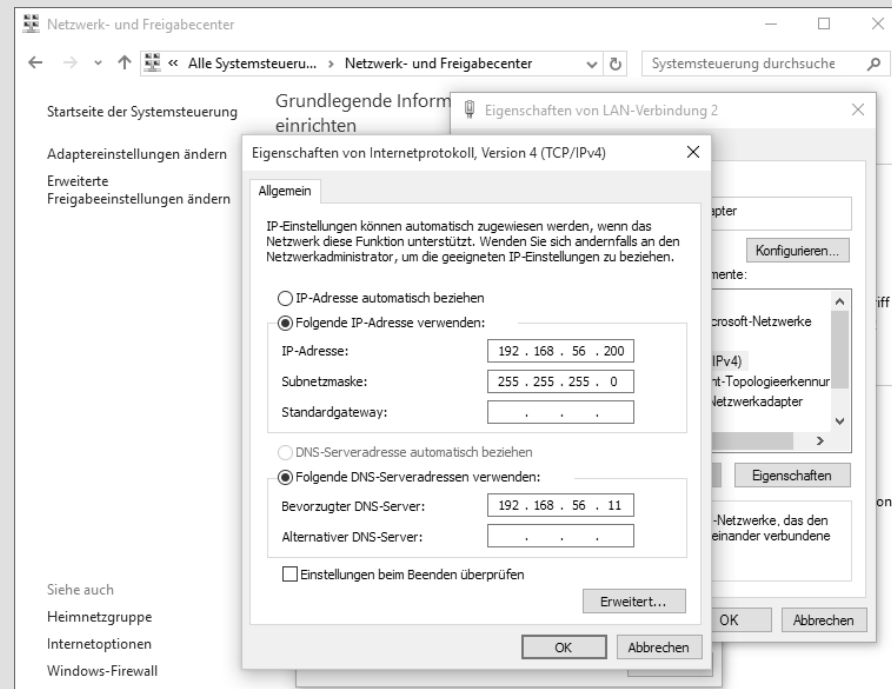 Netzwerk- und Freigabecenter
« Alle Systemsteueru... > Netzwerk- und Freigabecenter
Systemsteuerung durchsuche
Startseite der Systemsteuerung
Adaptereinstellungen ändern
Erweiterte
Freigabeeinstellungen ändern
Grundlegende Inform
einrichten
Eigenschaften von LAN-Verbindung 2
Eigenschaften von Internetprotokoll, Version 4 (TCP/IPv4)
Allgemein
IP-Einstellungen können automatisch zugewiesen werden, wenn das
Netzwerk diese Funktion unterstützt. Wenden Sie sich andernfalls an den
Netzwerkadministrator, um die geeigneten IP-Einstellungen zu beziehen.
IP-Adresse automatisch beziehen
Folgende IP-Adresse verwenden:
IP-Adresse: 192 . 168 . 56 . 200
Subnetzmaske: 255 . 255 . 255 . 0
Standardgateway: . . .
DNS-Serveradresse automatisch beziehen
Folgende DNS-Serveradressen verwenden:
Bevorzugter DNS-Server: 192 . 168 . 56 . 11
Alternativer DNS-Server: . . .
Einstellungen beim Beenden überprüfen
Erweitert...
OK Abbrechen
apter
Konfigurieren...
mente:
crosoft-Netzwerke
IPv4)
nt-Topologieerkennur
Netzwerkadapter
Eigenschaften
-Netzwerke, das den
einander verbundene
OK Abbrechen
iff
on
Siehe auch
Heimnetzgruppe
Internetoptionen
Windows-Firewall